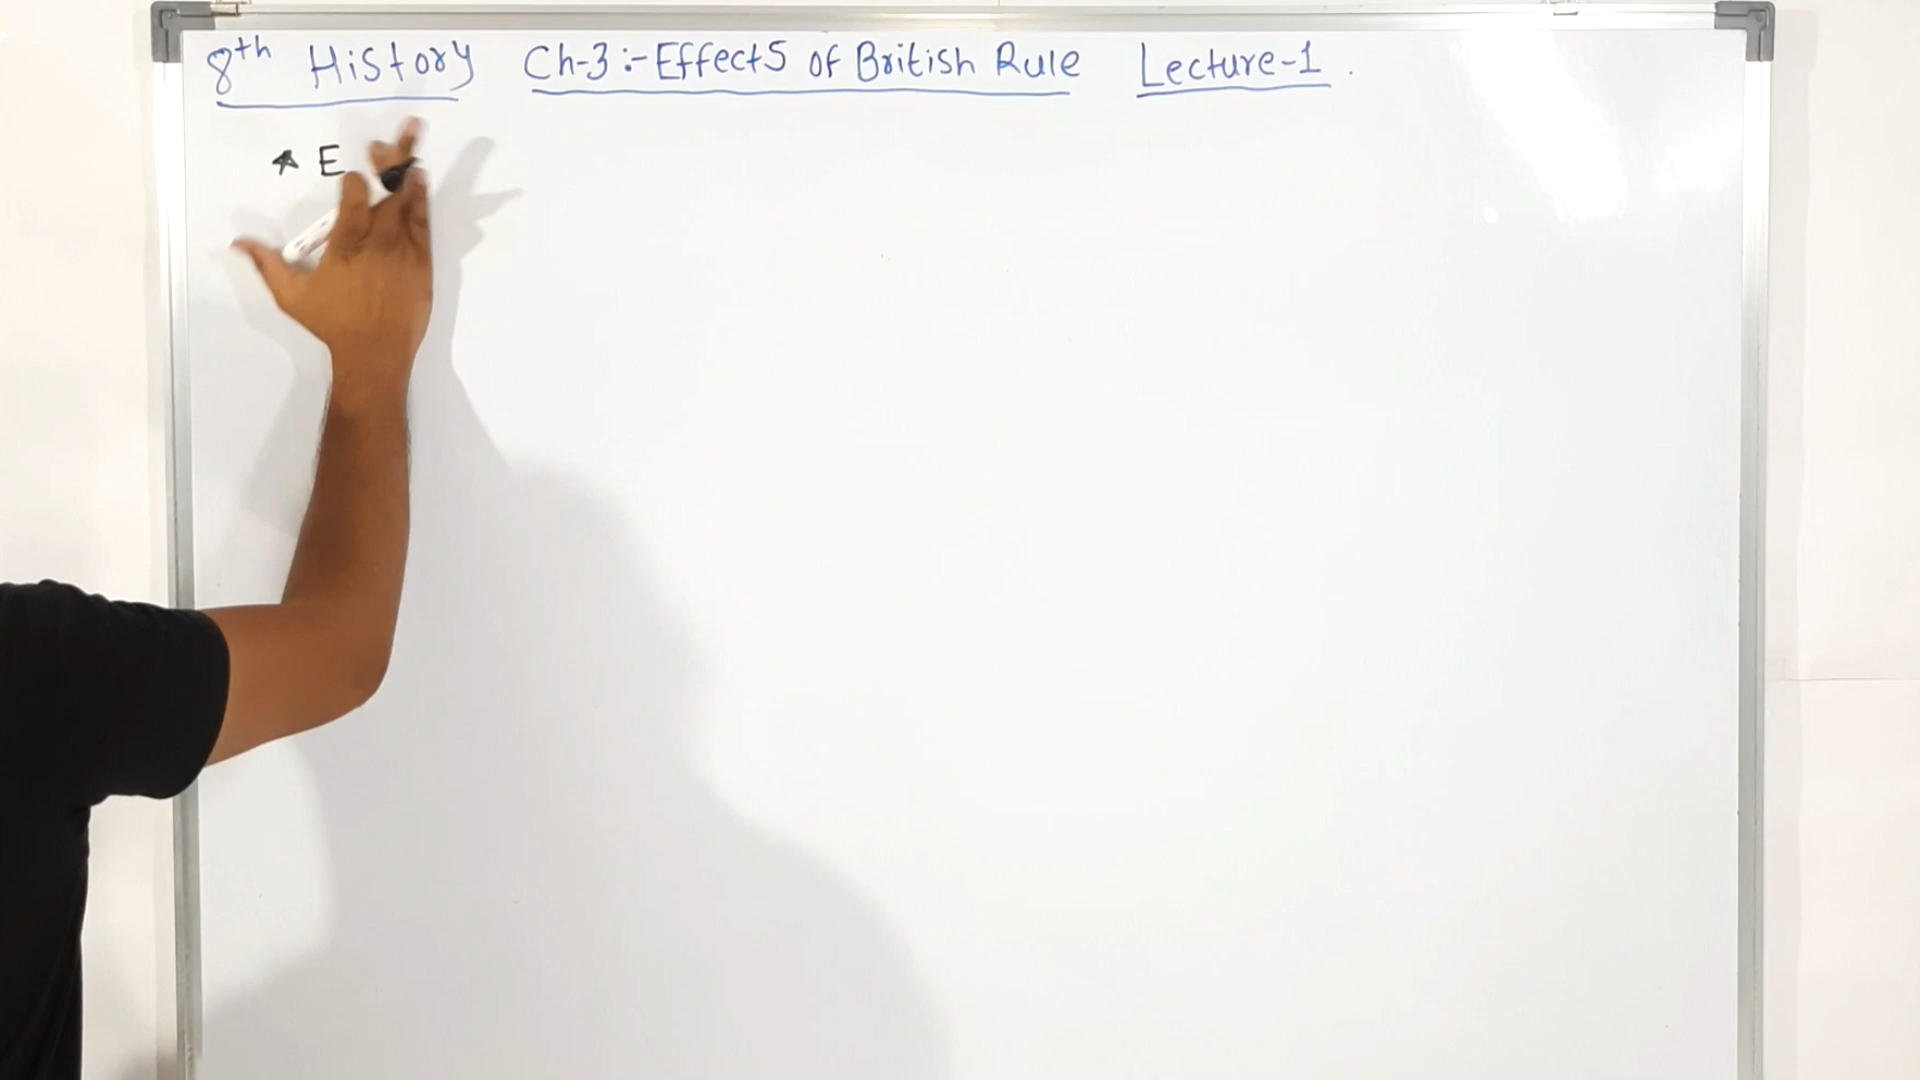 8th History Ch-3:- Effects of British Rule Lecture-1.
★ E